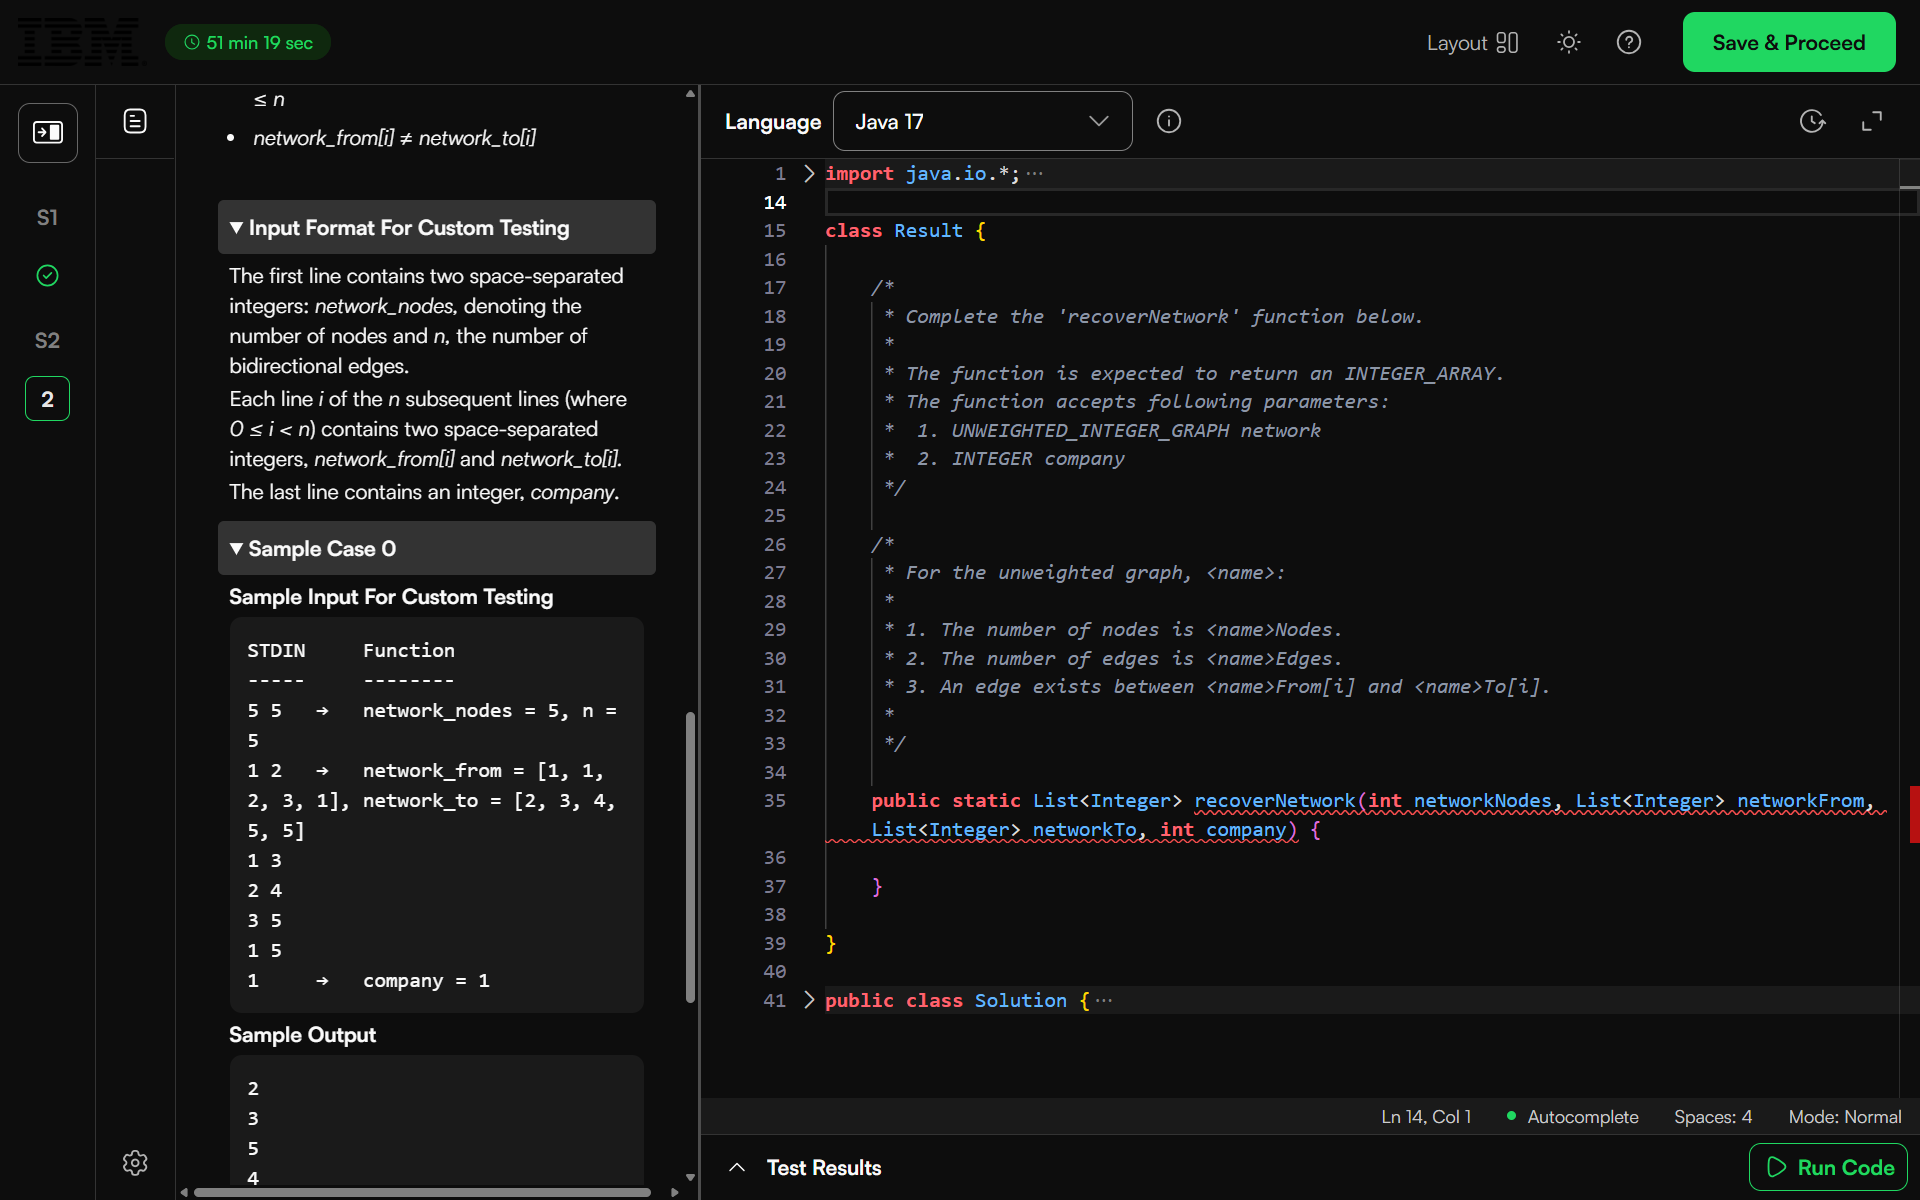 IBM
51 min 19 sec
Layout
Save & Proceed
S1
S2
2
≤ n
• network_from[i] ≠ network_to[i]
▼ Input Format For Custom Testing
The first line contains two space-separated
integers: network_nodes, denoting the
number of nodes and n, the number of
bidirectional edges.
Each line i of the n subsequent lines (where
0 ≤ i < n) contains two space-separated
integers, network_from[i] and network_to[i].
The last line contains an integer, company.
▼ Sample Case 0
Sample Input For Custom Testing
STDIN     Function
-----     --------
5 5   →   network_nodes = 5, n =
5
1 2   →   network_from = [1, 1,
2, 3, 1], network_to = [2, 3, 4,
5, 5]
1 3
2 4
3 5
1 5
1     →   company = 1
Sample Output
2
3
5
4
Language Java 17
1 import java.io.*;···
14
15 class Result {
16
17     /*
18      * Complete the 'recoverNetwork' function below.
19      *
20      * The function is expected to return an INTEGER_ARRAY.
21      * The function accepts following parameters:
22      *  1. UNWEIGHTED_INTEGER_GRAPH network
23      *  2. INTEGER company
24      */
25
26     /*
27      * For the unweighted graph, <name>:
28      *
29      * 1. The number of nodes is <name>Nodes.
30      * 2. The number of edges is <name>Edges.
31      * 3. An edge exists between <name>From[i] and <name>To[i].
32      *
33      */
34
35     public static List<Integer> recoverNetwork(int networkNodes, List<Integer> networkFrom,
    List<Integer> networkTo, int company) {
36
37     }
38
39 }
40
41 public class Solution {···
Ln 14, Col 1 Autocomplete Spaces: 4 Mode: Normal
Test Results
Run Code